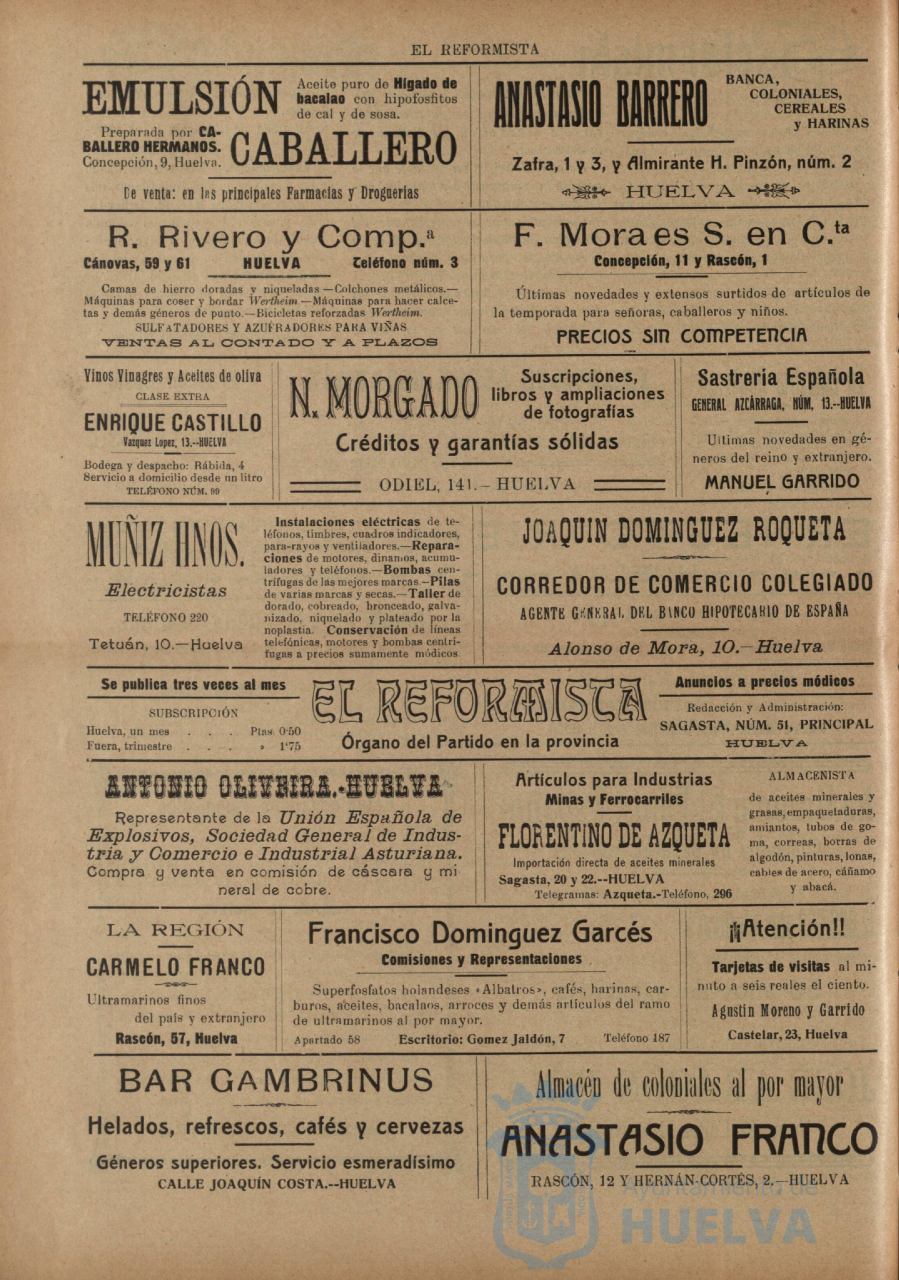 EL REFORMISTA
EMULSIÓN
Aceite puro de Hígado de
bacalao con hipofosfitos
de cal y de sosa.
Preparada por CA-
BALLERO HERMANOS.
Concepción, 9, Huelva.
CABALLERO
De venta: en las principales Farmacias y Droguerias
ANASTASIO BARRERO
BANCA,
COLONIALES,
CEREALES
y HARINAS
Zafra, 1 y 3, y Almirante H. Pinzón, núm. 2
HUELVA
R. Rivero y Comp.ª
Cánovas, 59 y 61 HUELVA Teléfono núm. 3
Camas de hierro doradas y niqueladas—Colchones metálicos.—
Máquinas para coser y bordar Wertheim—Máquinas para hacer calce-
tas y demás géneros de punto.—Bicicletas reforzadas Wertheim.
SULFATADORES Y AZUFRADORES PARA VIÑAS
VENTAS AL CONTADO Y A PLAZOS
F. Moraes S. en C.ta
Concepción, 11 y Rascón, 1
Últimas novedades y extensos surtidos de artículos de
la temporada para señoras, caballeros y niños.
PRECIOS SIN COMPETENCIA
Vinos Vinagres y Aceites de oliva
CLASE EXTRA
ENRIQUE CASTILLO
Vazquez Lopez, 13.—HUELVA
Bodega y despacho: Rábida, 4
Servicio a domicilio desde un litro
TELÉFONO NÚM. 99
N. MORGADO
Suscripciones,
libros y ampliaciones
de fotografías
Créditos y garantías sólidas
ODIEL, 141.—HUELVA
Sastrería Española
GENERAL AZCÁRRAGA, NÚM. 13.-HUELVA
Ultimas novedades en gé-
neros del reino y extranjero.
MANUEL GARRIDO
MUÑIZ HNOS.
Electricistas
TELÉFONO 220
Tetuán, 10.—Huelva
Instalaciones eléctricas de te-
léfonos, timbres, cuadros indicadores,
para-rayos y ventiladores.—Repara-
ciones de motores, dinamos, acumu-
ladores y teléfonos.—Bombas cen-
trífugas de las mejores marcas.—Pilas
de varias marcas y secas.—Taller de
dorado, cobreado, bronceado, galva-
nizado, niquelado y plateado por la
noplastia. Conservación de líneas
telefónicas, motores y bombas centrí-
fugas a precios sumamente módicos.
JOAQUIN DOMINGUEZ ROQUETA
CORREDOR DE COMERCIO COLEGIADO
AGENTE GENERAL DEL BANCO HIPOTECARIO DE ESPAÑA
Alonso de Mora, 10.—Huelva
Se publica tres veces al mes
SUBSCRIPCIÓN
Huelva, un mes . . . Ptas. 0'50
Fuera, trimestre . . . » 1'75
EL REFORMISTA
Órgano del Partido en la provincia
Anuncios a precios módicos
Redacción y Administración:
SAGASTA, NÚM. 51, PRINCIPAL
HUELVA
ANTONIO OLIVEIRA.-HUELVA
Representante de la Unión Española de
Explosivos, Sociedad General de Indus-
tria y Comercio e Industrial Asturiana.
Compra y venta en comisión de cáscara y mi
neral de cobre.
Artículos para Industrias
Minas y Ferrocarriles
FLORENTINO DE AZQUETA
Importación directa de aceites minerales
Sagasta, 20 y 22.--HUELVA
Telegramas: Azqueta.-Teléfono, 296
ALMACENISTA
de aceites minerales y
grasas, empaquetaduras,
amiantos, tubos de go-
ma, correas, borras de
algodón, pinturas, lonas,
cables de acero, cáñamo
y abacá.
LA REGIÓN
CARMELO FRANCO
Ultramarinos finos
del país y extranjero
Rascón, 57, Huelva
Francisco Dominguez Garcés
Comisiones y Representaciones
Superfosfatos holandeses «Albatros», cafés, harinas, car-
buros, aceites, bacalaos, arroces y demás artículos del ramo
de ultramarinos al por mayor.
Apartado 58 Escritorio: Gomez Jaldón, 7 Teléfono 187
¡¡Atención!!
Tarjetas de visitas al mi-
nuto a seis reales el ciento.
Agustín Moreno y Garrido
Castelar, 23, Huelva
BAR GAMBRINUS
Helados, refrescos, cafés y cervezas
Géneros superiores. Servicio esmeradísimo
CALLE JOAQUÍN COSTA.--HUELVA
Almacén de coloniales al por mayor
ANASTASIO FRANCO
RASCÓN, 12 Y HERNÁN-CORTÉS, 2.—HUELVA
Ayuntamiento de
HUELVA